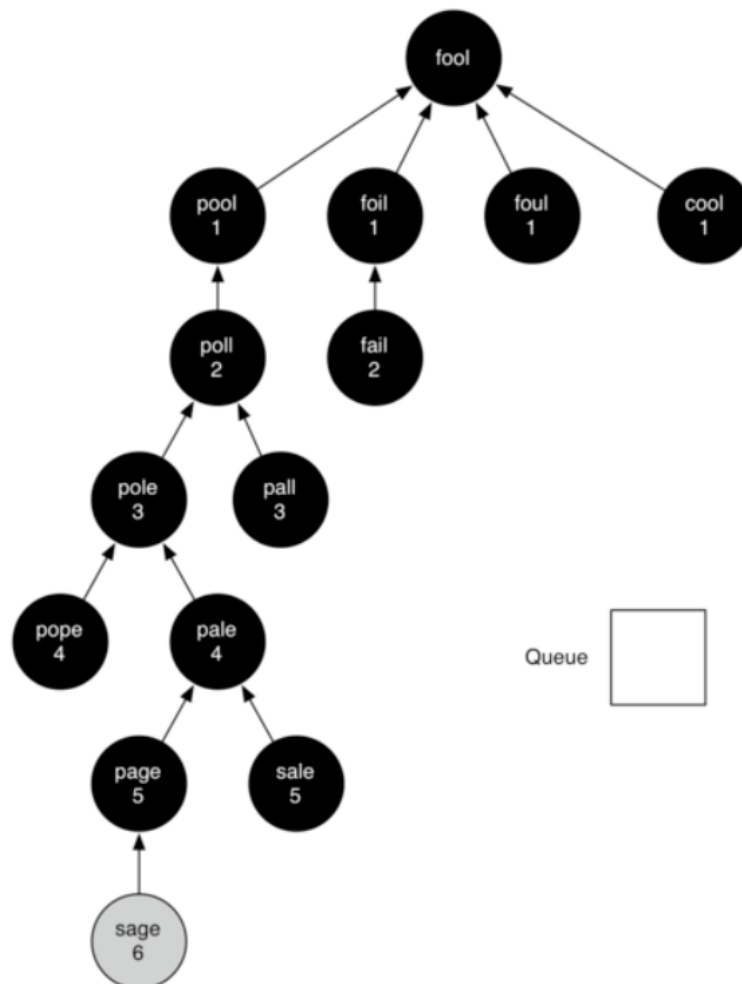 fool
pool
1
foil
1
foul
1
cool
1
poll
2
fail
2
pole
3
pall
3
pope
4
pale
4
Queue
page
5
sale
5
sage
6